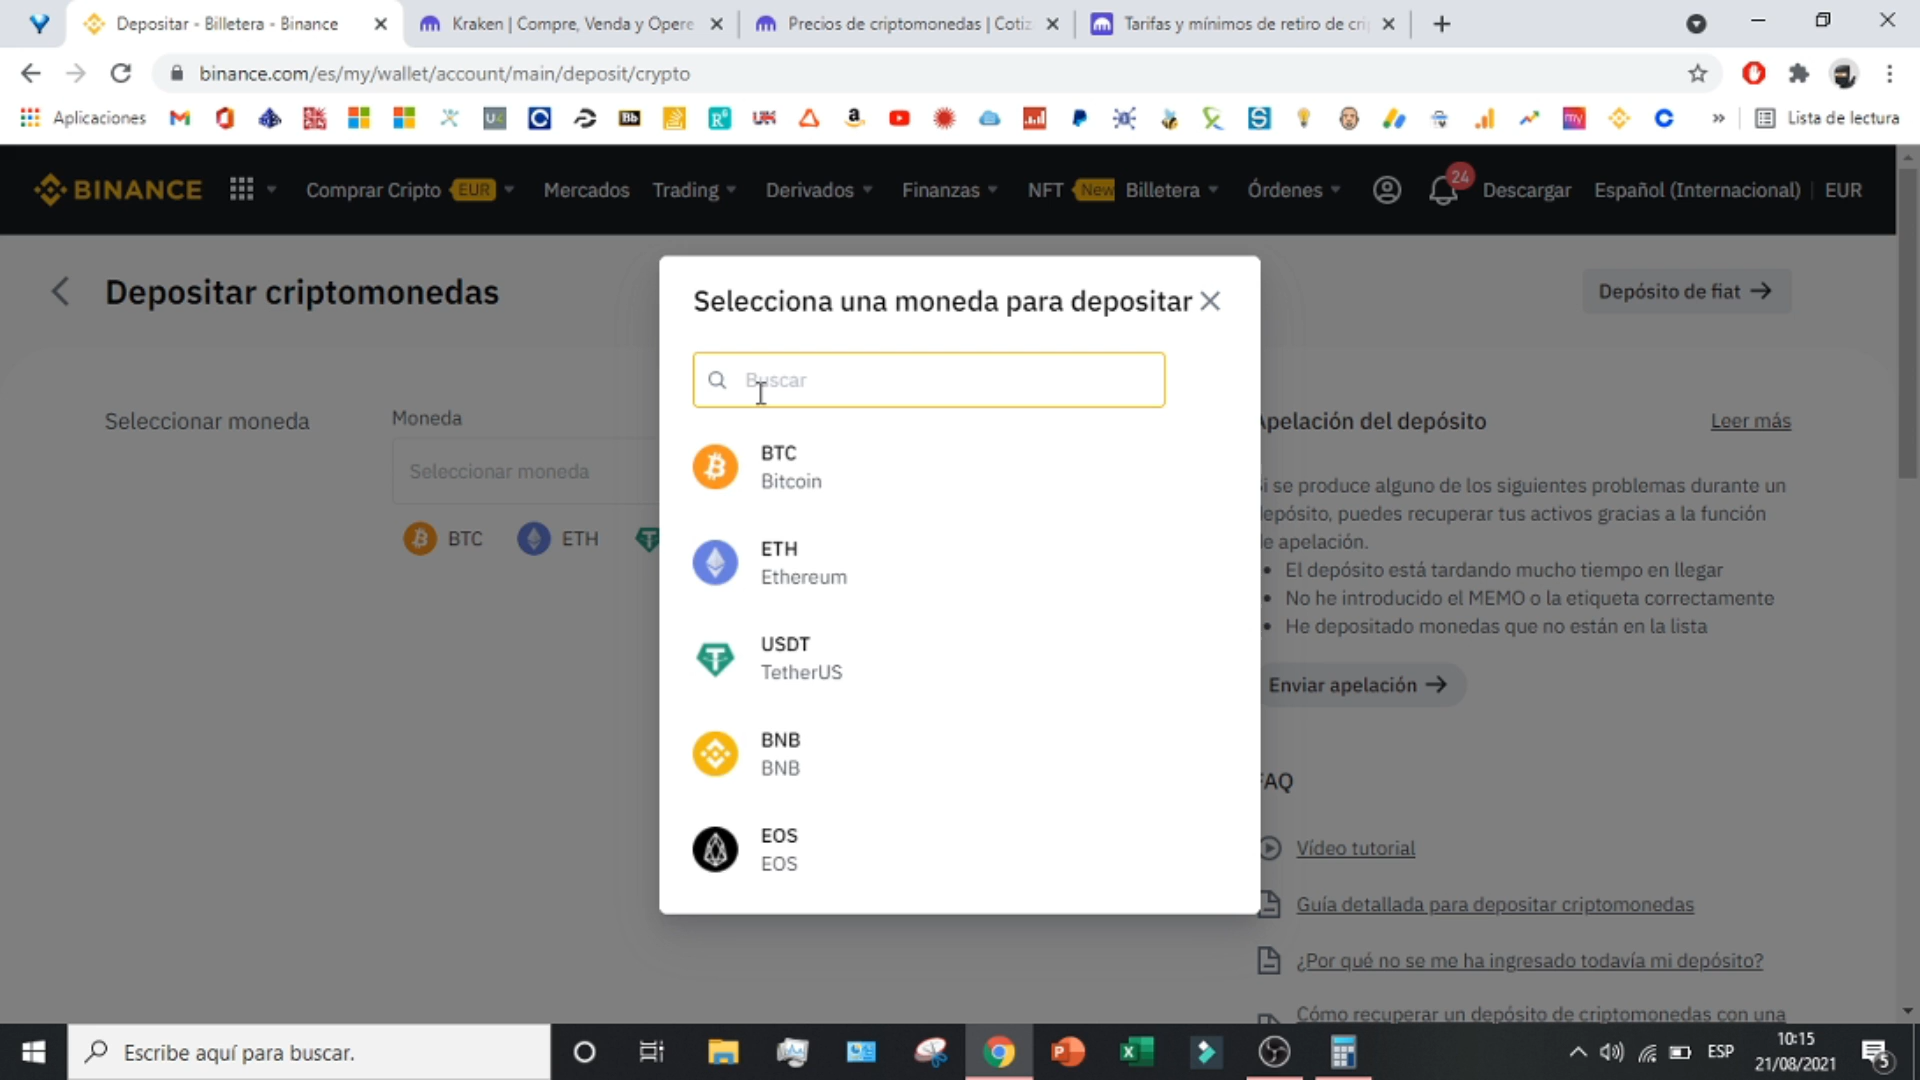 Depositar - Billetera - Binance
Kraken | Compre, Venda y Opere
Precios de criptomonedas | Cotiz
Tarifas y mínimos de retiro de cri
binance.com/es/my/wallet/account/main/deposit/crypto
Aplicaciones
Bb
my
Lista de lectura
BINANCE
Comprar Cripto EUR
Mercados
Trading
Derivados
Finanzas
NFT New
Billetera
Órdenes
24
Descargar
Español (Internacional)
EUR
Depositar criptomonedas
Depósito de fiat
Seleccionar moneda
Moneda
Seleccionar moneda
BTC
ETH
Selecciona una moneda para depositar
Buscar
BTC
Bitcoin
ETH
Ethereum
USDT
TetherUS
BNB
BNB
EOS
EOS
Apelación del depósito
Leer más
Si se produce alguno de los siguientes problemas durante un
depósito, puedes recuperar tus activos gracias a la función
de apelación.
El depósito está tardando mucho tiempo en llegar
No he introducido el MEMO o la etiqueta correctamente
He depositado monedas que no están en la lista
Enviar apelación
FAQ
Vídeo tutorial
Guía detallada para depositar criptomonedas
¿Por qué no se me ha ingresado todavía mi depósito?
Cómo recuperar un depósito de criptomonedas con una
Escribe aquí para buscar.
ESP
10:15
21/08/2021
5